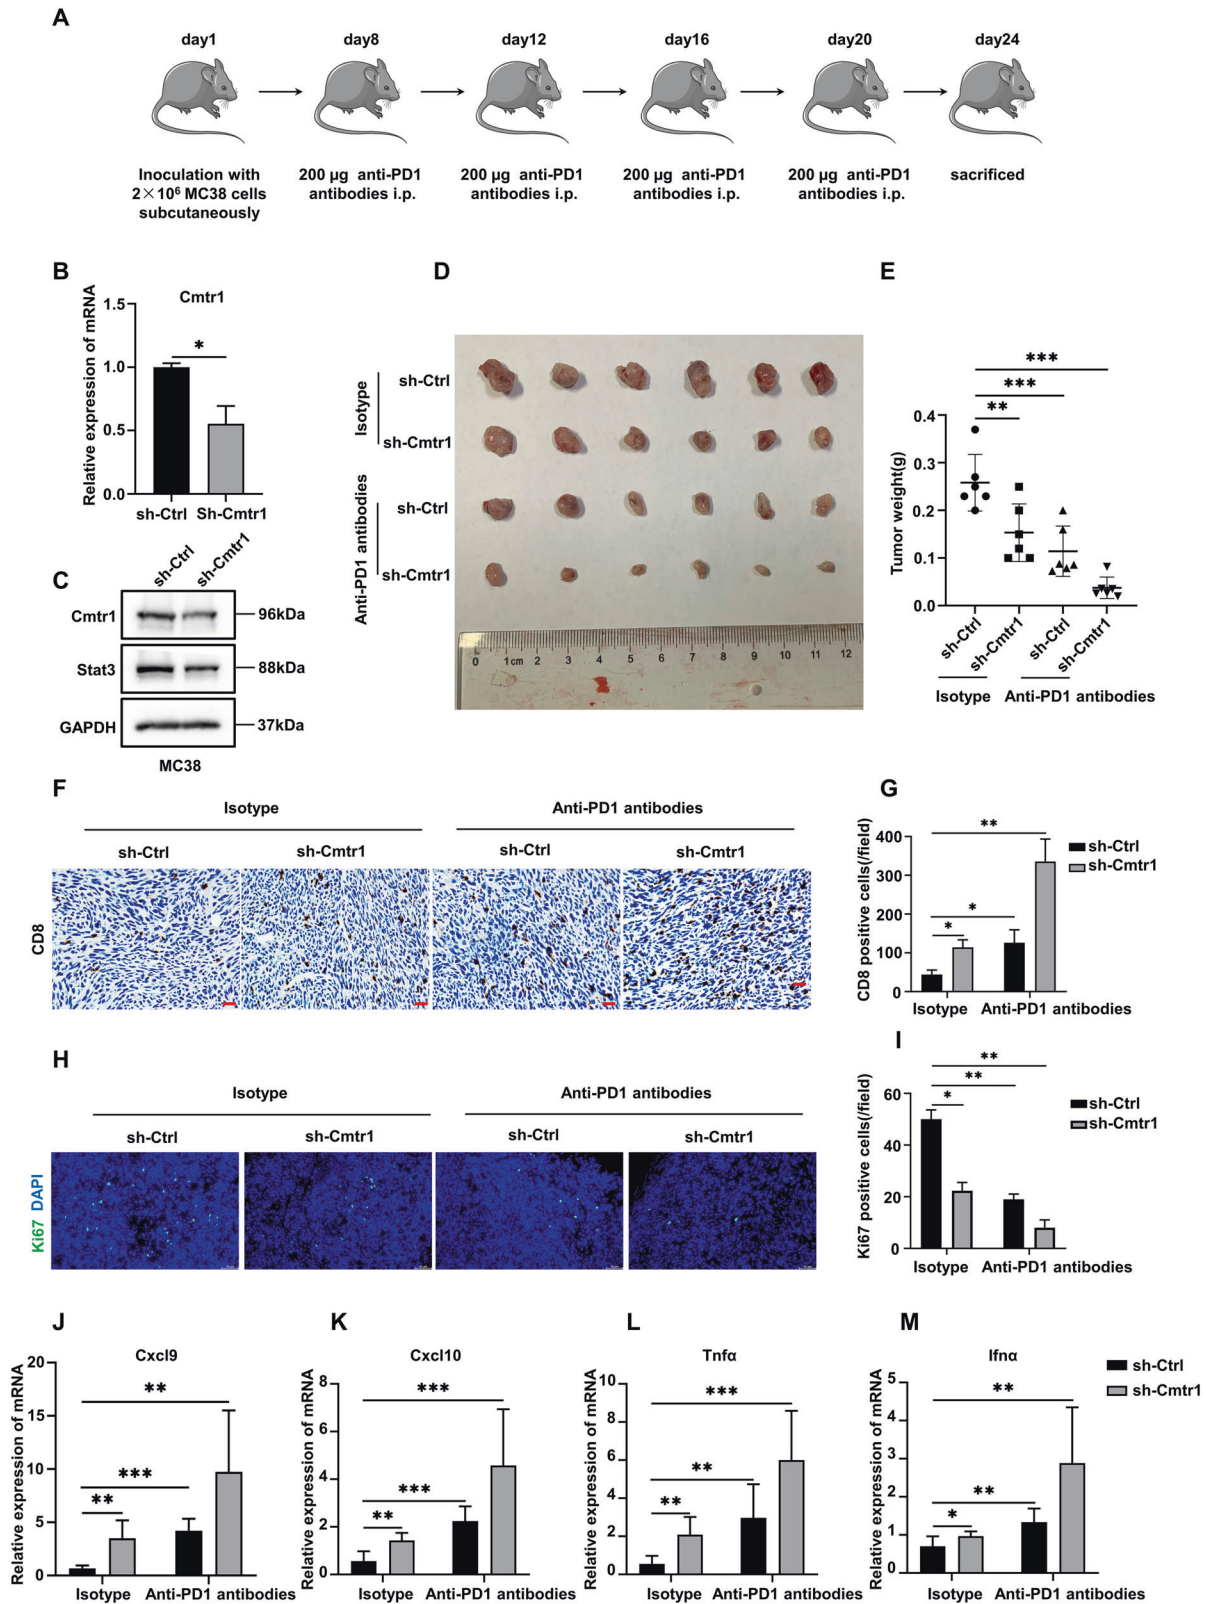 A
day1
day8
day12
day16
day20
day24
Inoculation with
2×10⁶ MC38 cells
subcutaneously
200 μg anti-PD1
antibodies i.p.
200 μg anti-PD1
antibodies i.p.
200 μg anti-PD1
antibodies i.p.
200 μg anti-PD1
antibodies i.p.
sacrificed
B
Cmtr1
Relative expression of mRNA
1.5
1.0
0.5
0.0
*
sh-Ctrl
Sh-Cmtr1
C
sh-Ctrl
sh-Cmtr1
Cmtr1
96kDa
Stat3
88kDa
GAPDH
37kDa
MC38
D
Isotype
sh-Ctrl
sh-Cmtr1
Anti-PD1 antibodies
sh-Ctrl
sh-Cmtr1
0 1cm 2 3 4 5 6 7 8 9 10 11 12
E
***
***
**
Tumor weight(g)
0.4
0.3
0.2
0.1
0.0
sh-Ctrl
sh-Cmtr1
sh-Ctrl
sh-Cmtr1
Isotype
Anti-PD1 antibodies
F
Isotype
Anti-PD1 antibodies
sh-Ctrl
sh-Cmtr1
sh-Ctrl
sh-Cmtr1
CD8
G
CD8 positive cells(/field)
400
300
200
100
0
**
*
*
sh-Ctrl
sh-Cmtr1
Isotype
Anti-PD1 antibodies
H
Isotype
Anti-PD1 antibodies
sh-Ctrl
sh-Cmtr1
sh-Ctrl
sh-Cmtr1
Ki67 DAPI
I
Ki67 positive cells(/field)
60
40
20
0
**
**
*
sh-Ctrl
sh-Cmtr1
Isotype
Anti-PD1 antibodies
J
Cxcl9
Relative expression of mRNA
20
15
10
5
0
**
***
**
Isotype
Anti-PD1 antibodies
K
Cxcl10
Relative expression of mRNA
8
6
4
2
0
***
***
**
Isotype
Anti-PD1 antibodies
L
Tnfα
Relative expression of mRNA
10
8
6
4
2
0
***
**
**
Isotype
Anti-PD1 antibodies
M
Ifnα
Relative expression of mRNA
5
4
3
2
1
0
**
**
*
Isotype
Anti-PD1 antibodies
sh-Ctrl
sh-Cmtr1